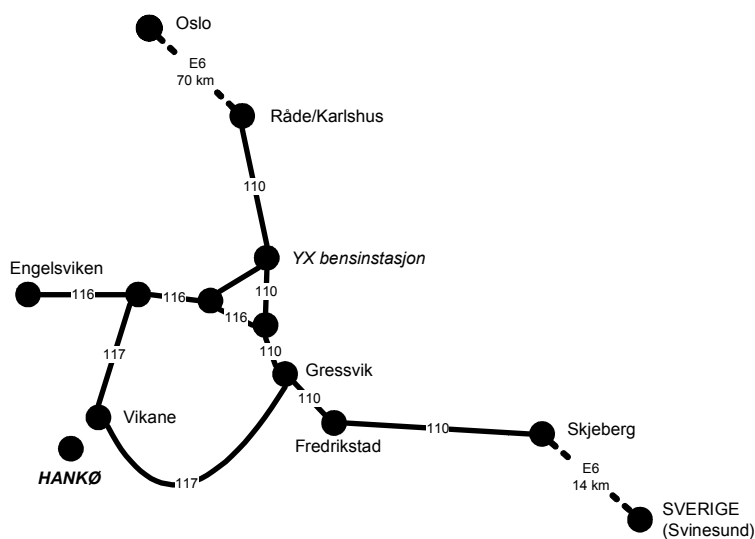 Oslo
E6
70 km
Råde/Karlshus
110
YX bensinstasjon
Engelsviken
110
116
116
116
110
117
Gressvik
110
Vikane
Skjeberg
110
Fredrikstad
HANKØ
E6
117
14 km
SVERIGE
(Svinesund)